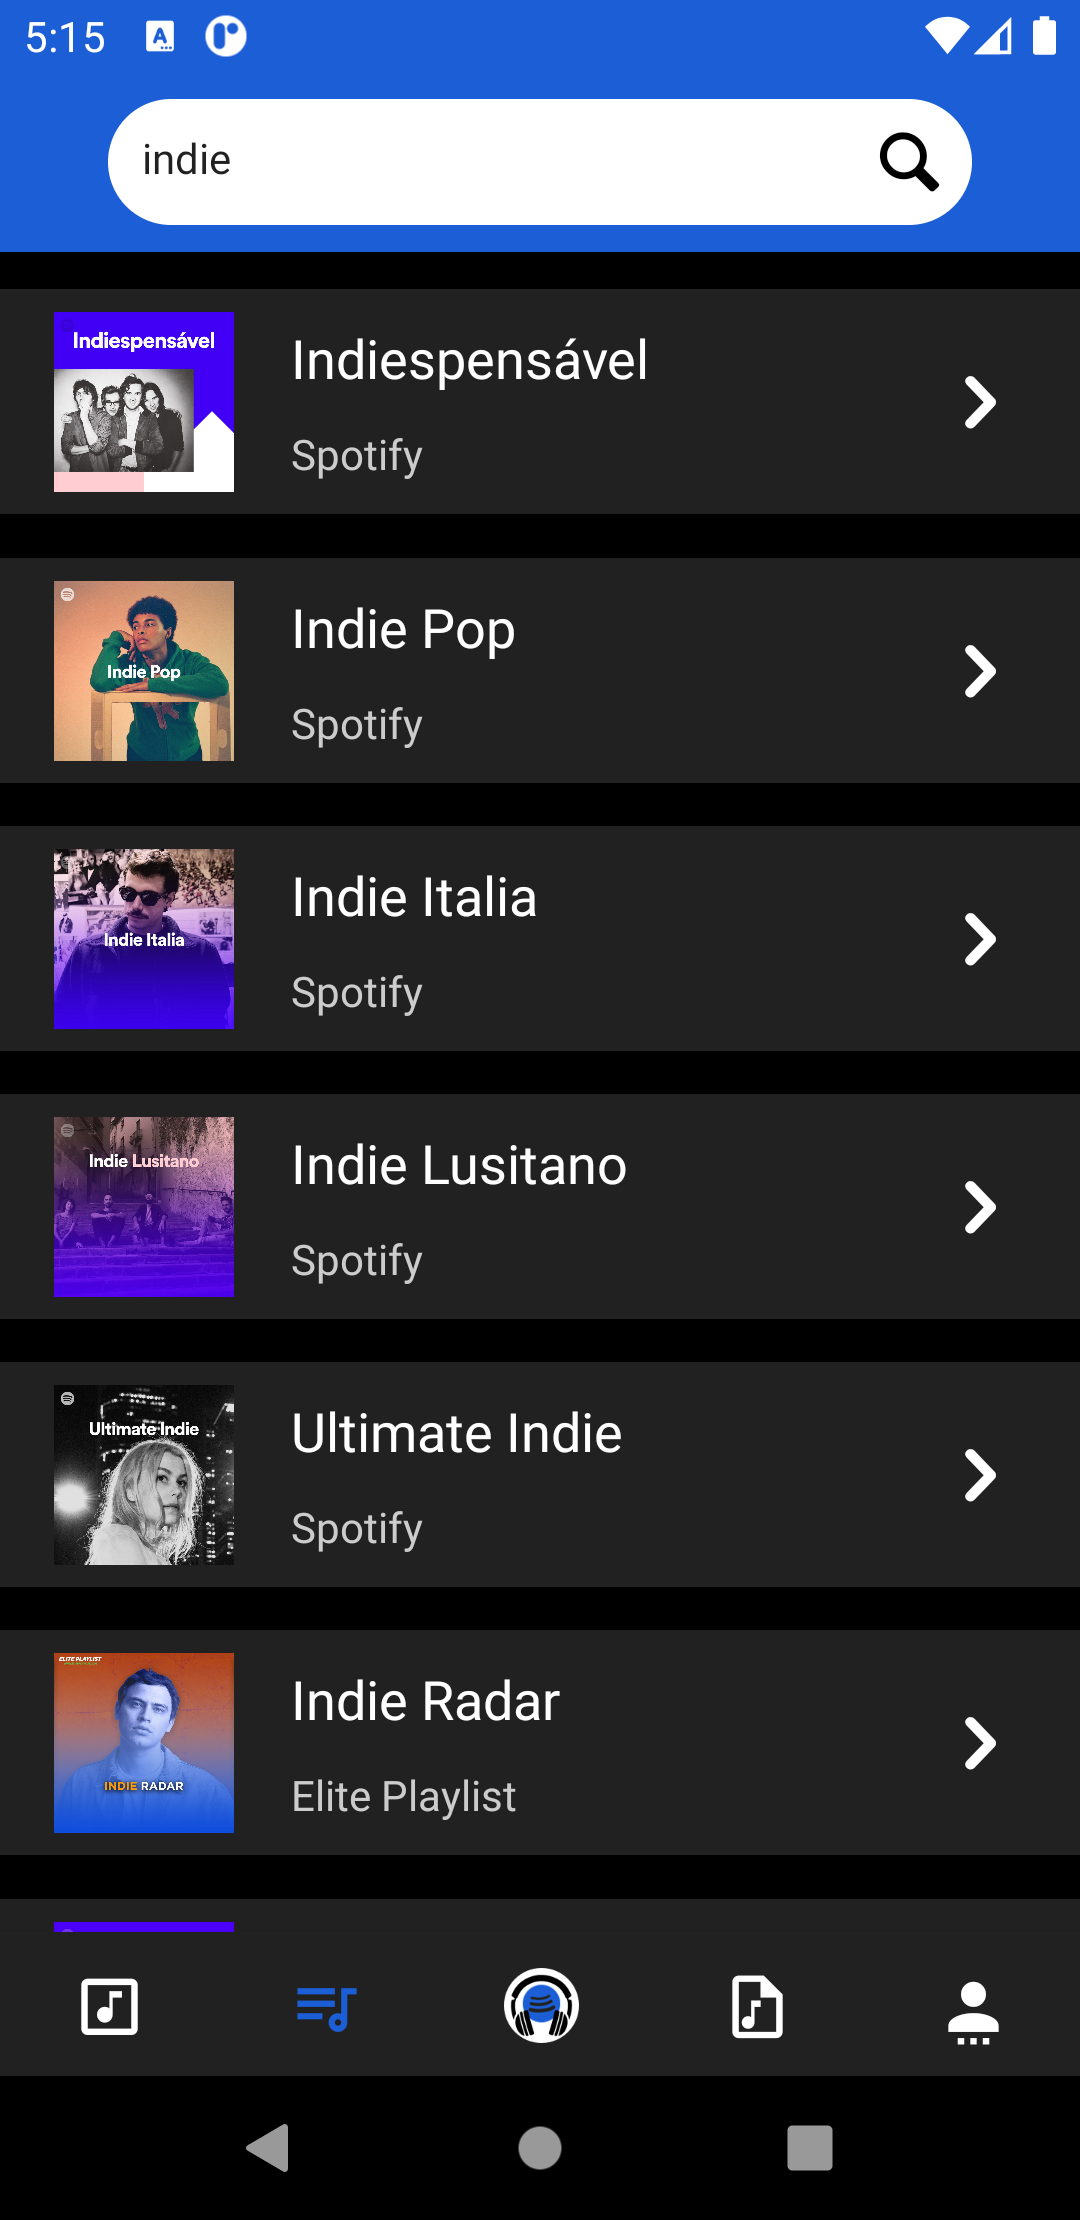 5:15
indie
Indiespensável
Indiespensável
Spotify
Indie Pop
Indie Pop
Spotify
Indie Italia
Indie Italia
Spotify
Indie Lusitano
Indie Lusitano
Spotify
Ultimate Indie
Ultimate Indie
Spotify
ELITE PLAYLIST
INDIE RADAR
Indie Radar
Elite Playlist